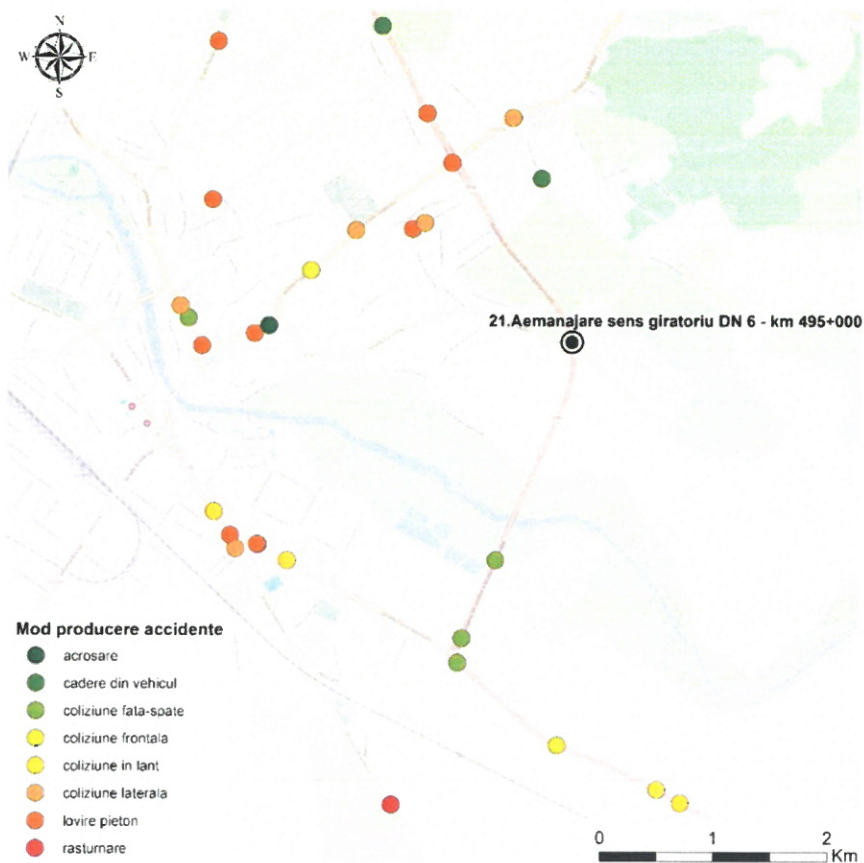 N
W E
S
21.Aemanajare sens giratoriu DN 6 - km 495+000
Mod producere accidente
acrosare
cadere din vehicul
coliziune fata-spate
coliziune frontala
coliziune in lant
coliziune laterala
lovire pieton
rasturnare
0 1 2
Km